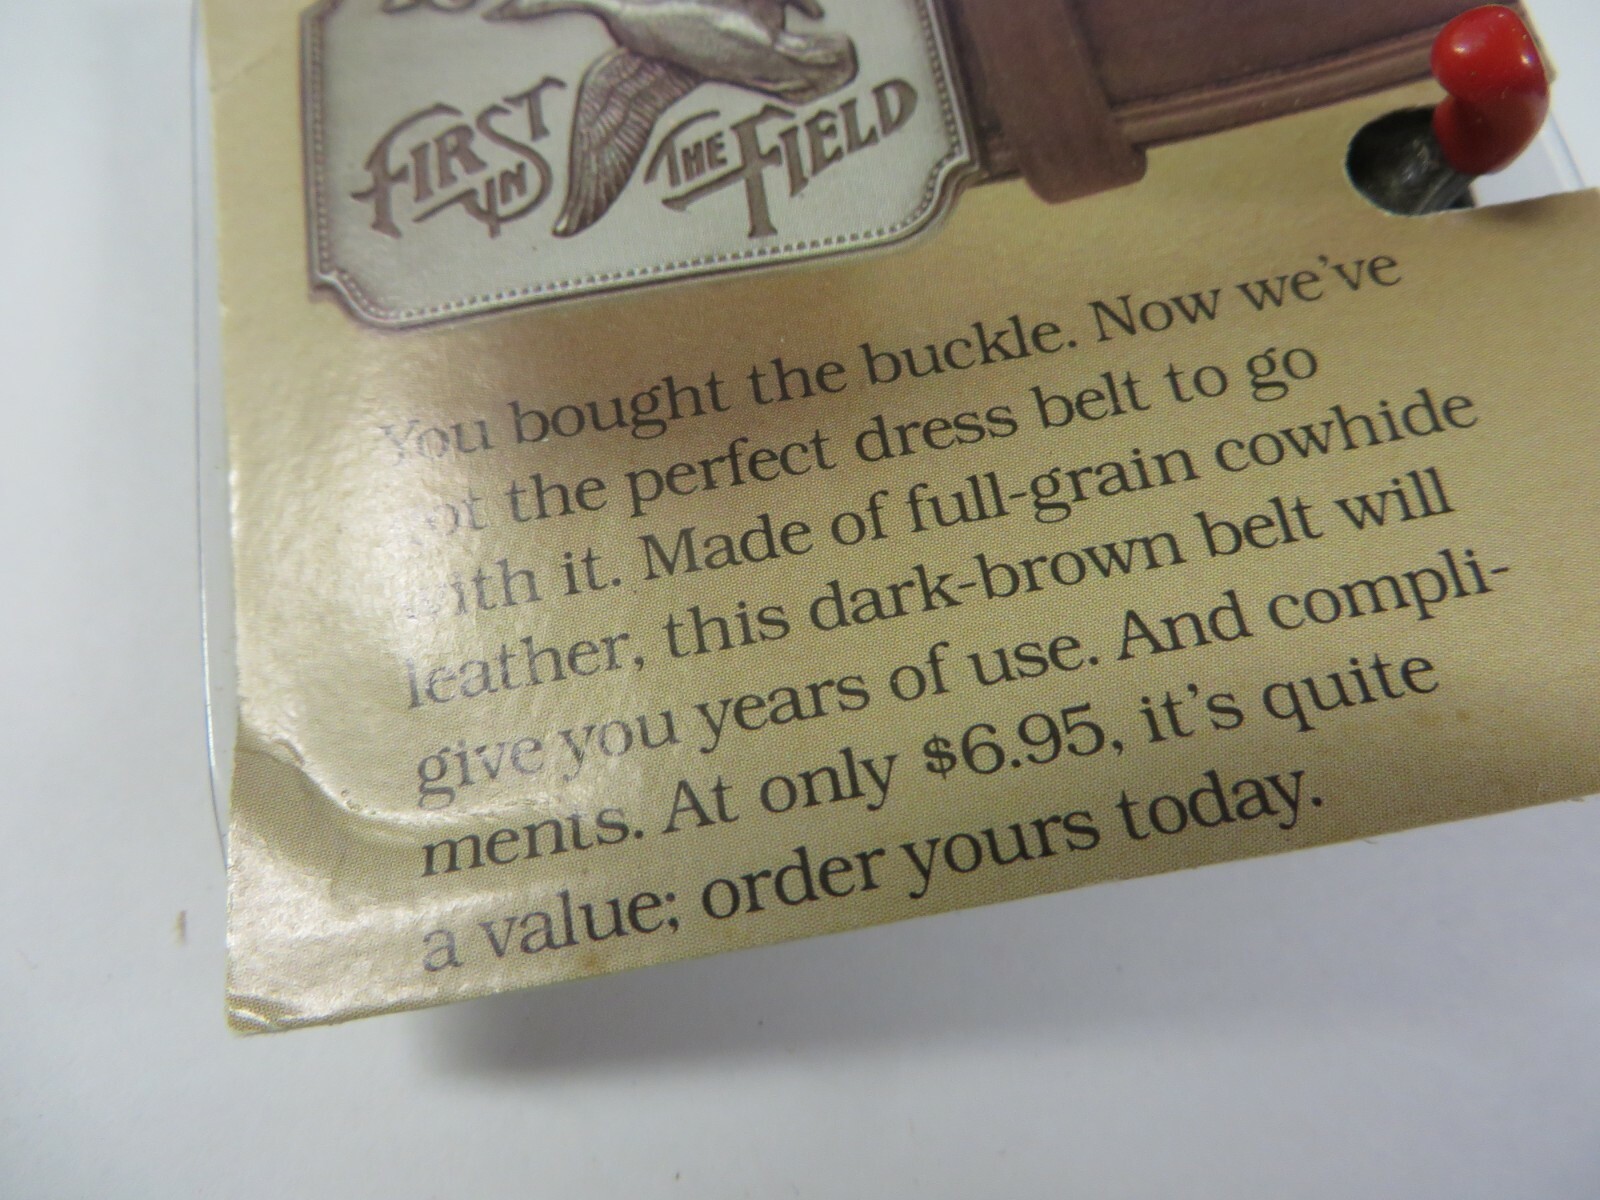 FIRST IN THE FIELD
You bought the buckle. Now we've
got the perfect dress belt to go
with it. Made of full-grain cowhide
leather, this dark-brown belt will
give you years of use. And compli-
ments. At only $6.95, it's quite
a value; order yours today.